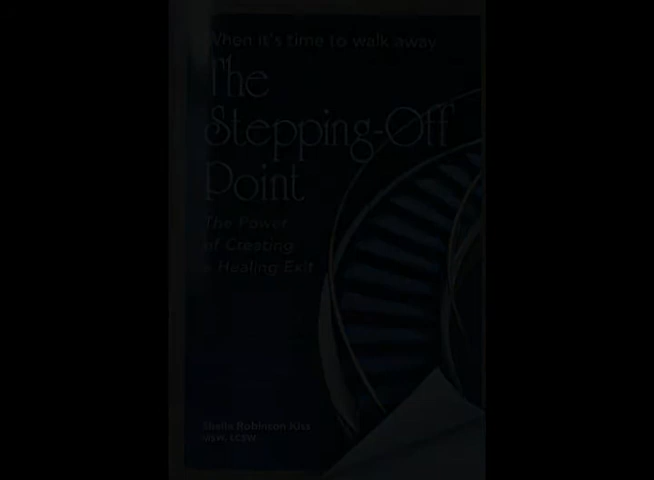 When it's time to walk away
The
Stepping-Off
Point
The Power
of Creating
a Healing Exit
Sheila Robinson-Kiss
MSW, LCSW